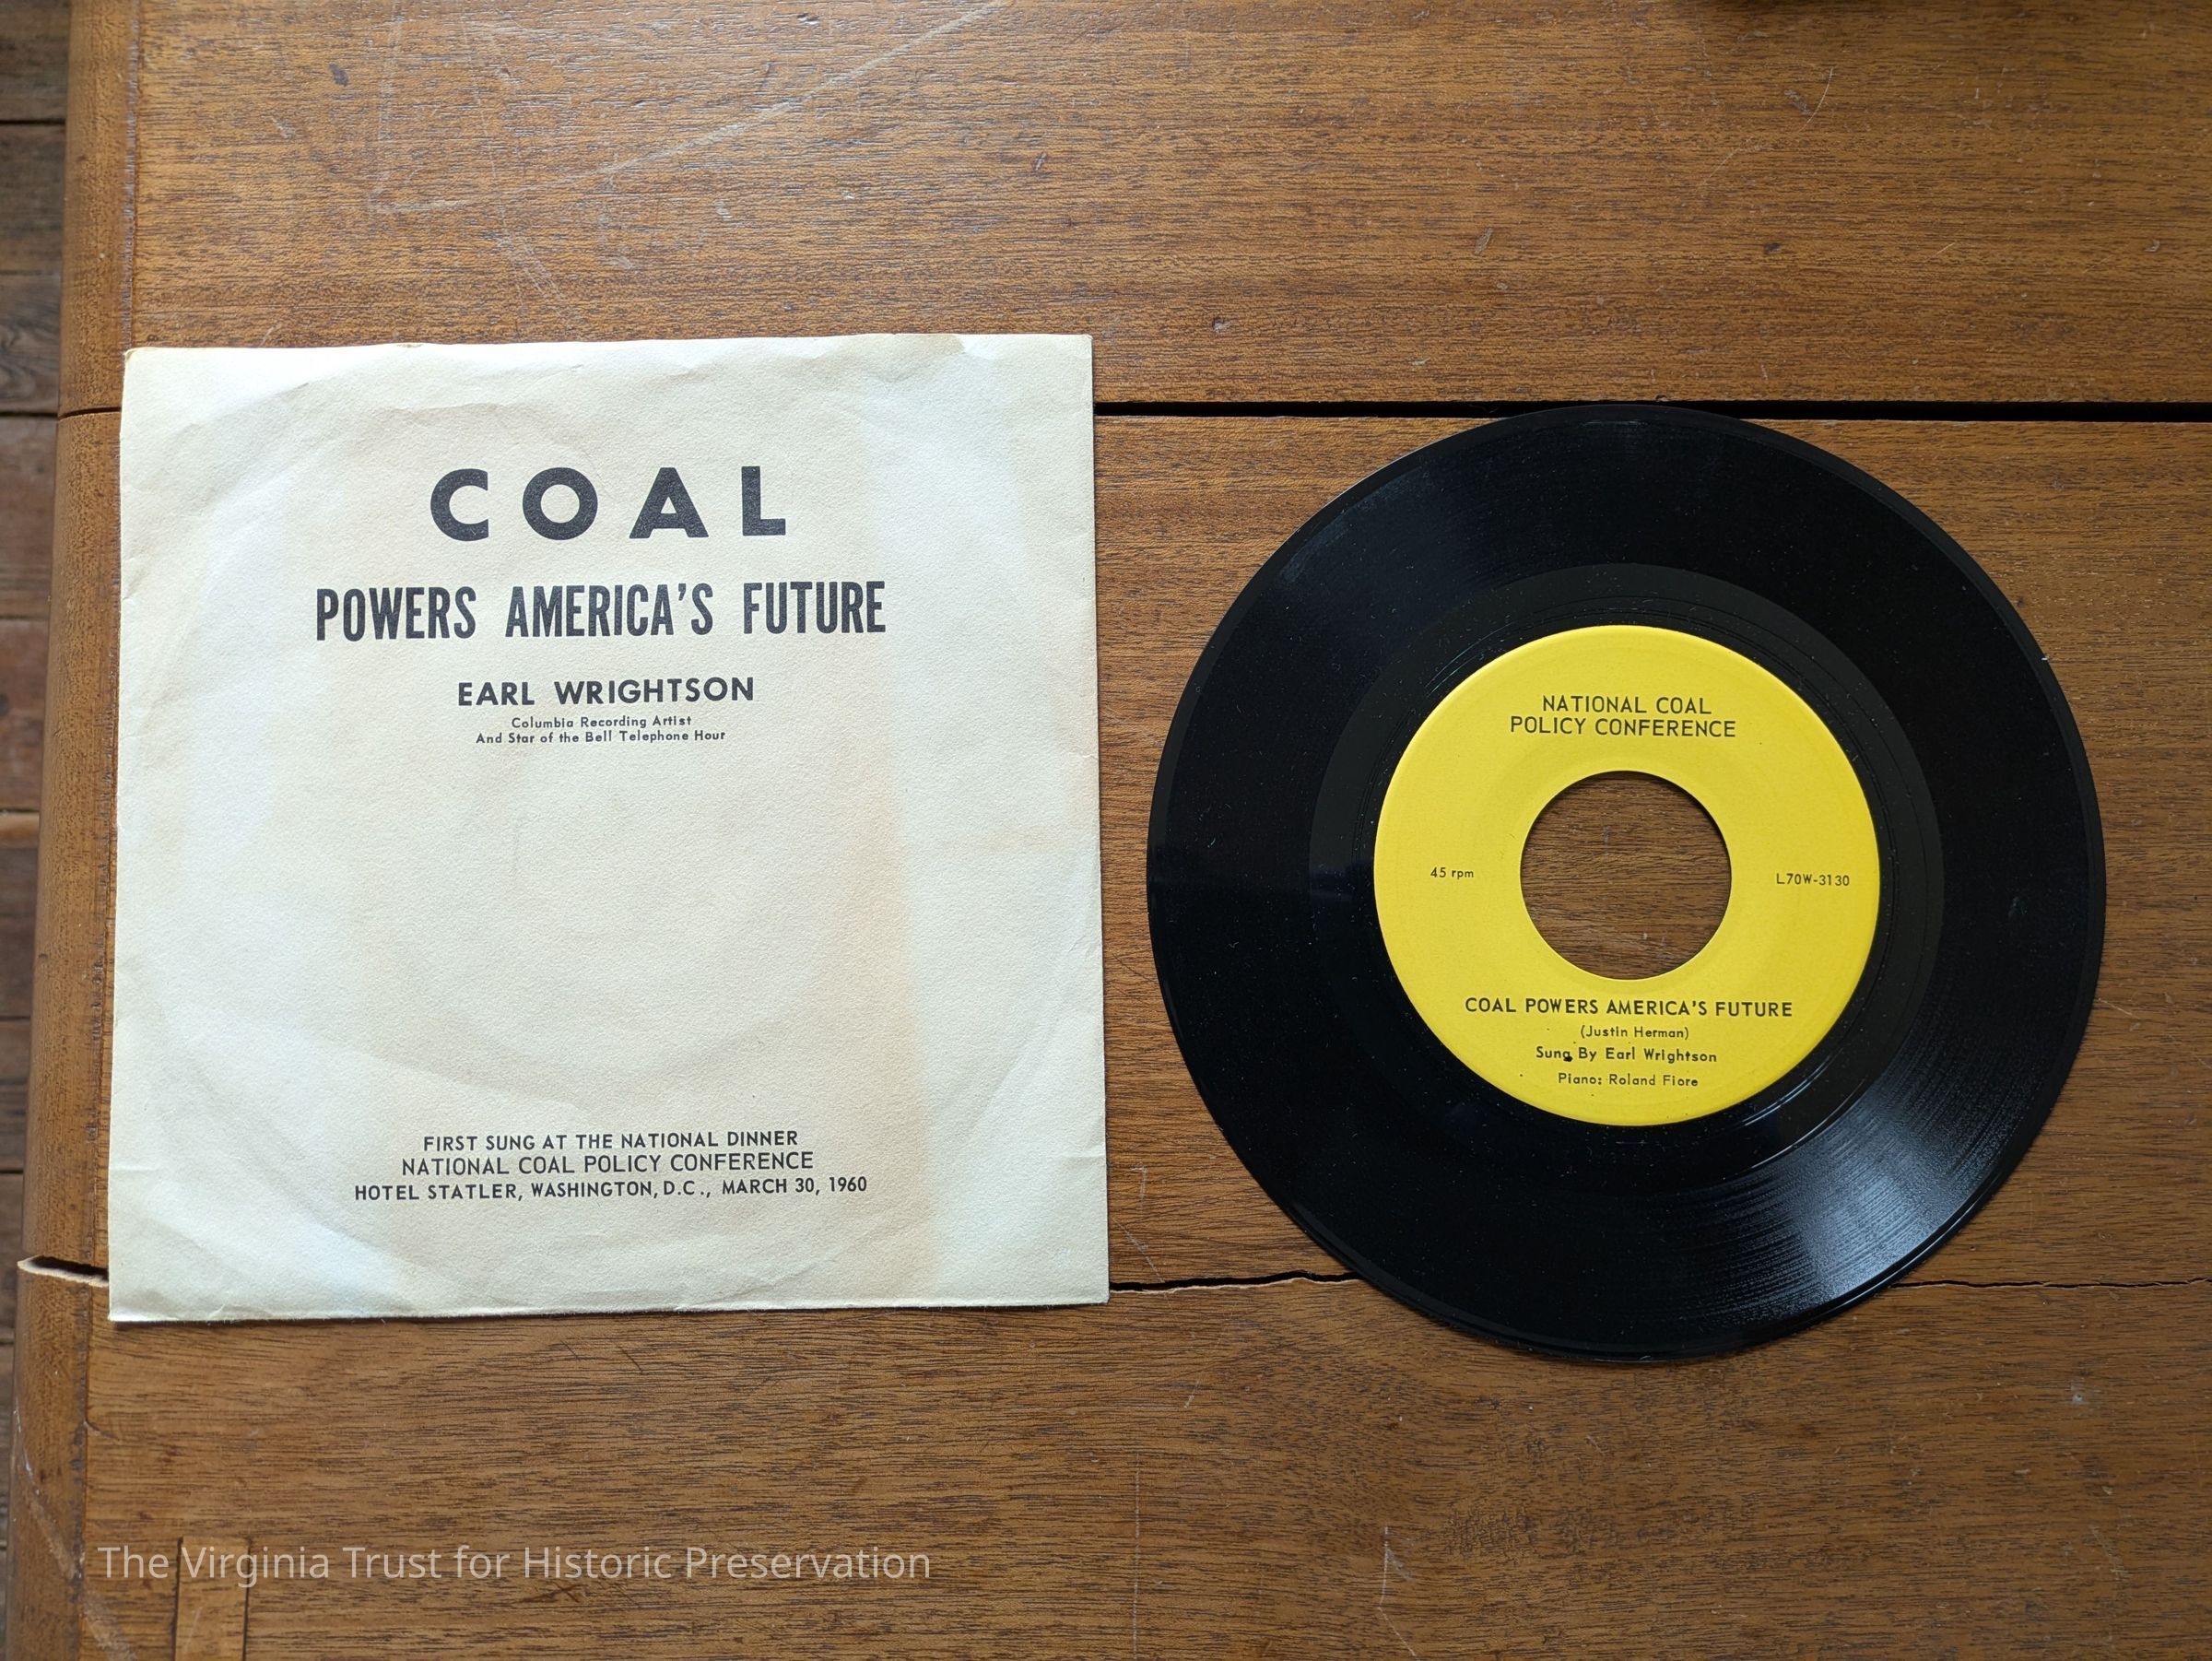 COAL
POWERS AMERICA'S FUTURE
EARL WRIGHTSON
Columbia Recording Artist
And Star of the Bell Telephone Hour
FIRST SUNG AT THE NATIONAL DINNER
NATIONAL COAL POLICY CONFERENCE
HOTEL STATLER, WASHINGTON, D.C., MARCH 30, 1960
NATIONAL COAL
POLICY CONFERENCE
45 rpm
L70W-3130
COAL POWERS AMERICA'S FUTURE
(Justin Herman)
Sung By Earl Wrightson
Piano: Roland Fiore
The Virginia Trust for Historic Preservation